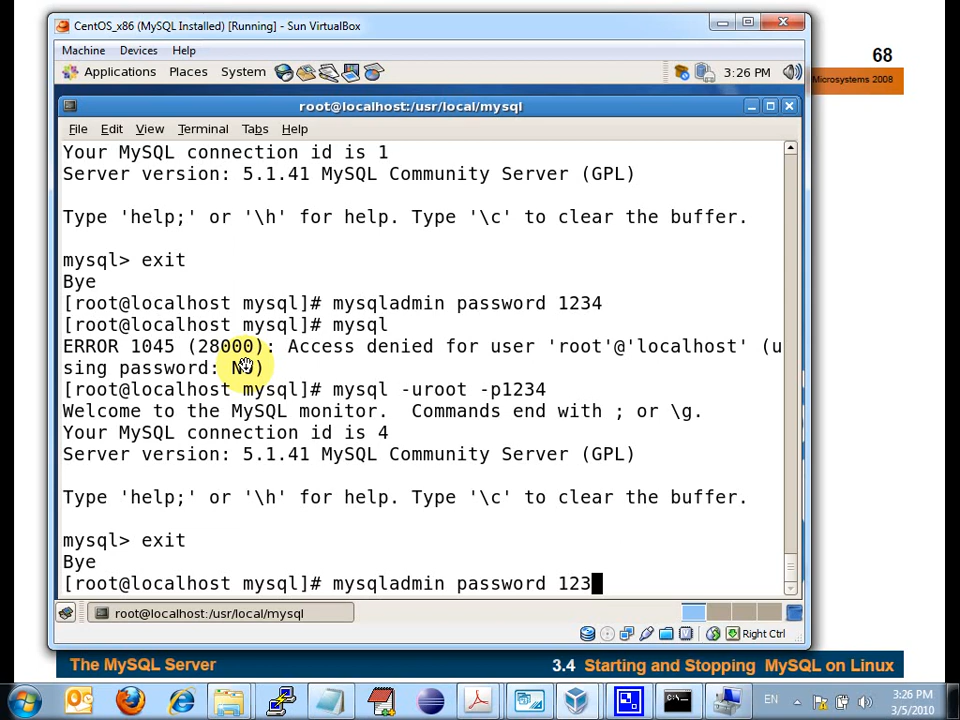 CentOS_x86 (MySQL Installed) [Running] - Sun VirtualBox
Machine Devices Help
68
Applications Places System 3:26 PM
Microsystems 2008
root@localhost:/usr/local/mysql
File Edit View Terminal Tabs Help
Your MySQL connection id is 1
Server version: 5.1.41 MySQL Community Server (GPL)
Type 'help;' or '\h' for help. Type '\c' to clear the buffer.
mysql> exit
Bye
[root@localhost mysql]# mysqladmin password 1234
[root@localhost mysql]# mysql
ERROR 1045 (28000): Access denied for user 'root'@'localhost' (u
sing password: NO)
[root@localhost mysql]# mysql -uroot -p1234
Welcome to the MySQL monitor.  Commands end with ; or \g.
Your MySQL connection id is 4
Server version: 5.1.41 MySQL Community Server (GPL)
Type 'help;' or '\h' for help. Type '\c' to clear the buffer.
mysql> exit
Bye
[root@localhost mysql]# mysqladmin password 123
root@localhost:/usr/local/mysql
Right Ctrl
The MySQL Server 3.4 Starting and Stopping MySQL on Linux
EN 3:26 PM
3/5/2010